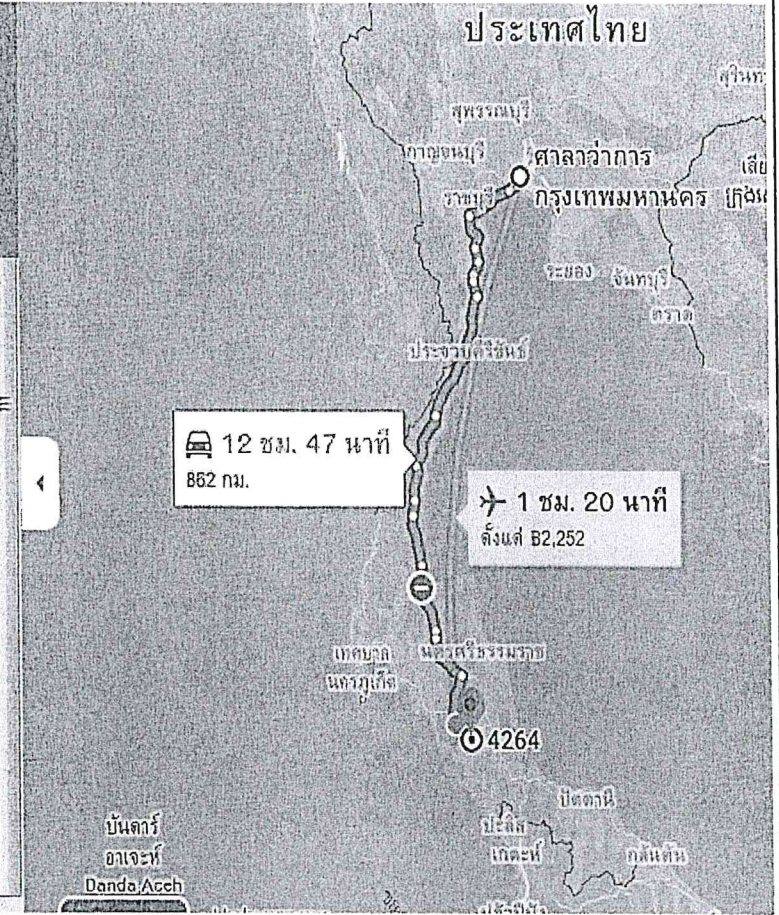 ประเทศไทย
สุรินท
สุพรรณบุรี
กาญจนบุรี
ศาลาว่าการ
กรุงเทพมหานคร
ราชบุรี
เสีย
ระยอง
จันทบุรี
ตราด
ประจวบคีรีขันธ์
12 ชม. 47 นาที
862 กม.
1 ชม. 20 นาที
ตั้งแต่ ฿2,252
เทศบาล
นครภูเก็ต
นครศรีธรรมราช
4264
ปัตตานี
บันดาร์
อาเจะห์
Danda Aceh
ปะลิส
เกดะห์
กลันตัน